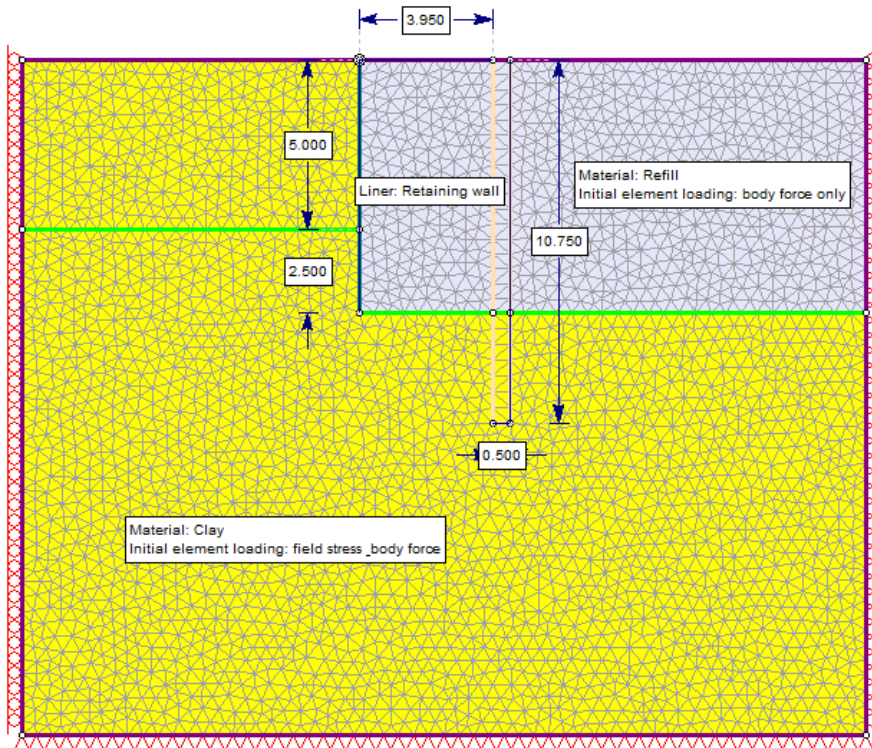 3.950
5.000
Liner: Retaining wall
Material: Refill
Initial element loading: body force only
10.750
2.500
0.500
Material: Clay
Initial element loading: field stress _body force